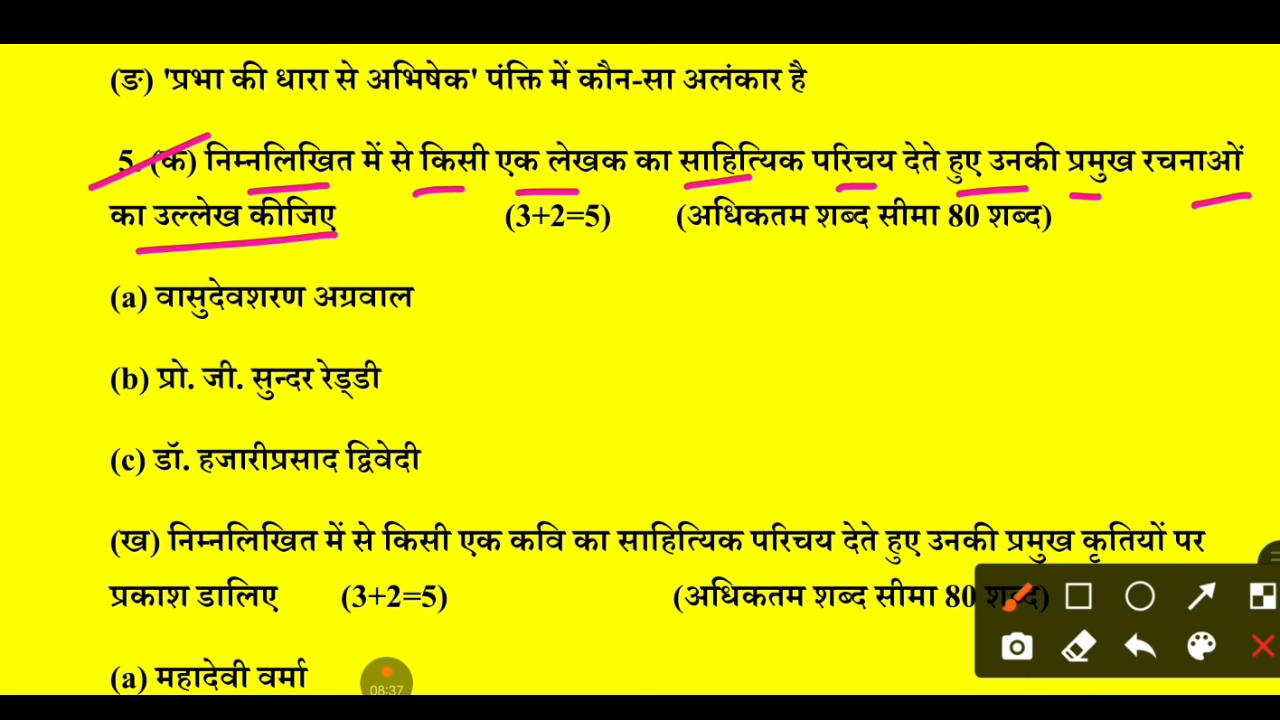 (ङ) 'प्रभा की धारा से अभिषेक' पंक्ति में कौन-सा अलंकार है
5. (क) निम्नलिखित में से किसी एक लेखक का साहित्यिक परिचय देते हुए उनकी प्रमुख रचनाओं
का उल्लेख कीजिए (3+2=5) (अधिकतम शब्द सीमा 80 शब्द)
(a) वासुदेवशरण अग्रवाल
(b) प्रो. जी. सुन्दर रेड्डी
(c) डॉ. हजारीप्रसाद द्विवेदी
(ख) निम्नलिखित में से किसी एक कवि का साहित्यिक परिचय देते हुए उनकी प्रमुख कृतियों पर
प्रकाश डालिए (3+2=5) (अधिकतम शब्द सीमा 80 शब्द)
(a) महादेवी वर्मा
08:37